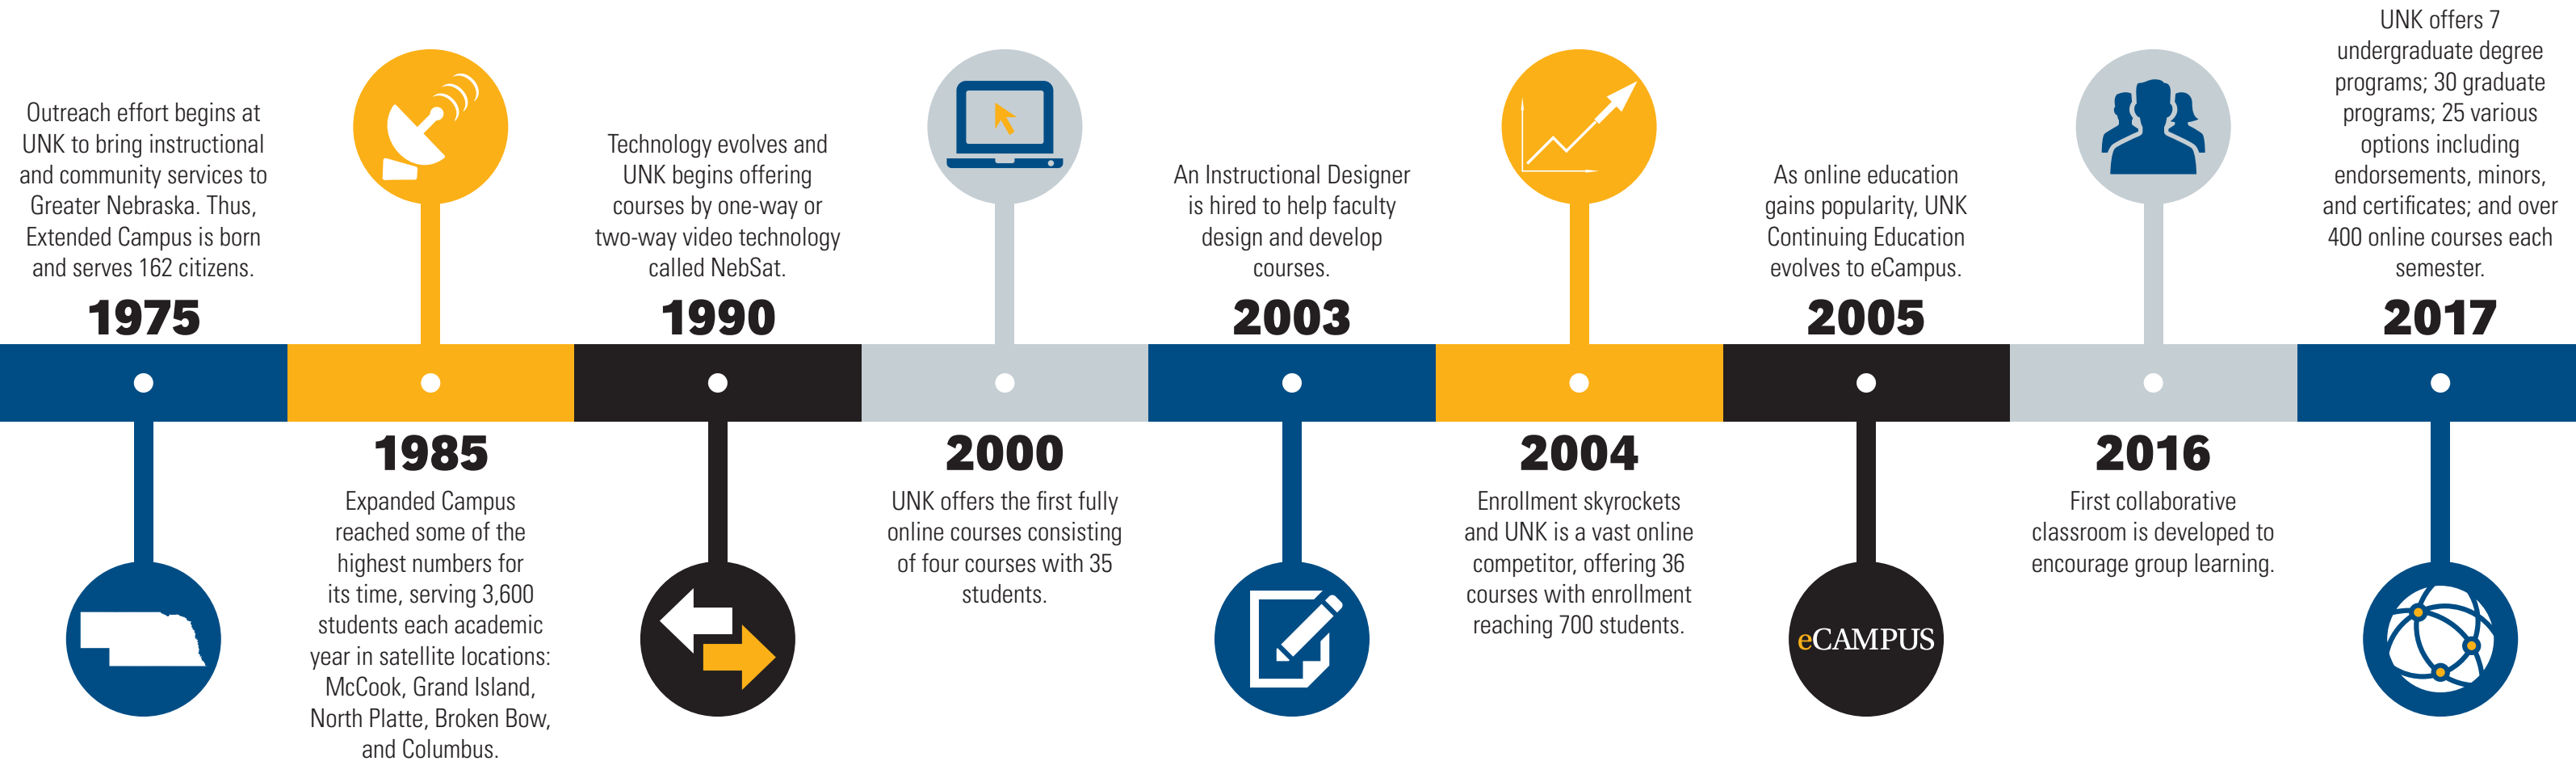 Outreach effort begins at
UNK to bring instructional
and community services to
Greater Nebraska. Thus,
Extended Campus is born
and serves 162 citizens.
1975
1985
Expanded Campus
reached some of the
highest numbers for
its time, serving 3,600
students each academic
year in satellite locations:
McCook, Grand Island,
North Platte, Broken Bow,
and Columbus.
Technology evolves and
UNK begins offering
courses by one-way or
two-way video technology
called NebSat.
1990
2000
UNK offers the first fully
online courses consisting
of four courses with 35
students.
An Instructional Designer
is hired to help faculty
design and develop
courses.
2003
2004
Enrollment skyrockets
and UNK is a vast online
competitor, offering 36
courses with enrollment
reaching 700 students.
As online education
gains popularity, UNK
Continuing Education
evolves to eCampus.
2005
eCAMPUS
2016
First collaborative
classroom is developed to
encourage group learning.
UNK offers 7
undergraduate degree
programs; 30 graduate
programs; 25 various
options including
endorsements, minors,
and certificates; and over
400 online courses each
semester.
2017